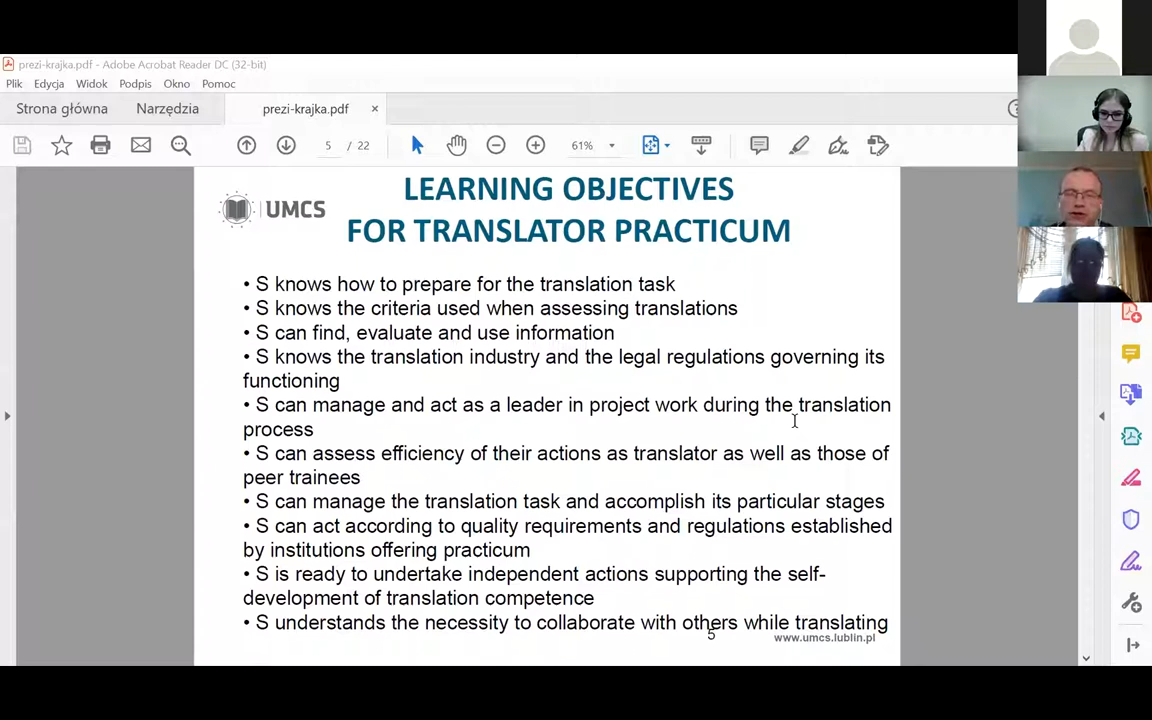 prezi-krajka.pdf - Adobe Acrobat Reader DC (32-bit)
Plik Edycja Widok Podpis Okno Pomoc
Strona główna Narzędzia prezi-krajka.pdf ×
5 / 22 61%
UMCS
LEARNING OBJECTIVES
FOR TRANSLATOR PRACTICUM
• S knows how to prepare for the translation task
• S knows the criteria used when assessing translations
• S can find, evaluate and use information
• S knows the translation industry and the legal regulations governing its
functioning
• S can manage and act as a leader in project work during the translation
process
• S can assess efficiency of their actions as translator as well as those of
peer trainees
• S can manage the translation task and accomplish its particular stages
• S can act according to quality requirements and regulations established
by institutions offering practicum
• S is ready to undertake independent actions supporting the self-
development of translation competence
• S understands the necessity to collaborate with others while translating
5
www.umcs.lublin.pl